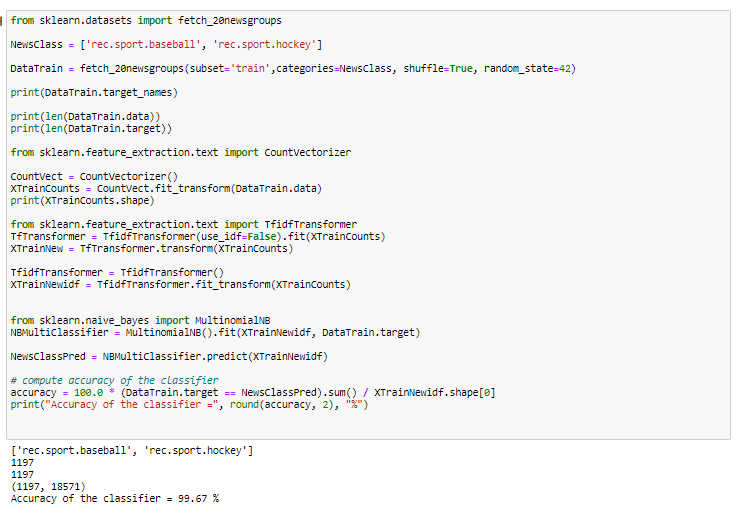 from sklearn.datasets import fetch_20newsgroups
NewsClass = ['rec.sport.baseball', 'rec.sport.hockey']
DataTrain = fetch_20newsgroups(subset='train',categories=NewsClass, shuffle=True, random_state=42)
print(DataTrain.target_names)
print(len(DataTrain.data))
print(len(DataTrain.target))
from sklearn.feature_extraction.text import CountVectorizer
CountVect = CountVectorizer()
XTrainCounts = CountVect.fit_transform(DataTrain.data)
print(XTrainCounts.shape)
from sklearn.feature_extraction.text import TfidfTransformer
TfTransformer = TfidfTransformer(use_idf=False).fit(XTrainCounts)
XTrainNew = TfTransformer.transform(XTrainCounts)
TfidfTransformer = TfidfTransformer()
XTrainNewidf = TfidfTransformer.fit_transform(XTrainCounts)
from sklearn.naive_bayes import MultinomialNB
NBMultiClassifier = MultinomialNB().fit(XTrainNewidf, DataTrain.target)
NewsClassPred = NBMultiClassifier.predict(XTrainNewidf)
# compute accuracy of the classifier
accuracy = 100.0 * (DataTrain.target == NewsClassPred).sum() / XTrainNewidf.shape[0]
print("Accuracy of the classifier =", round(accuracy, 2), "%")
['rec.sport.baseball', 'rec.sport.hockey']
1197
1197
(1197, 18571)
Accuracy of the classifier = 99.67 %